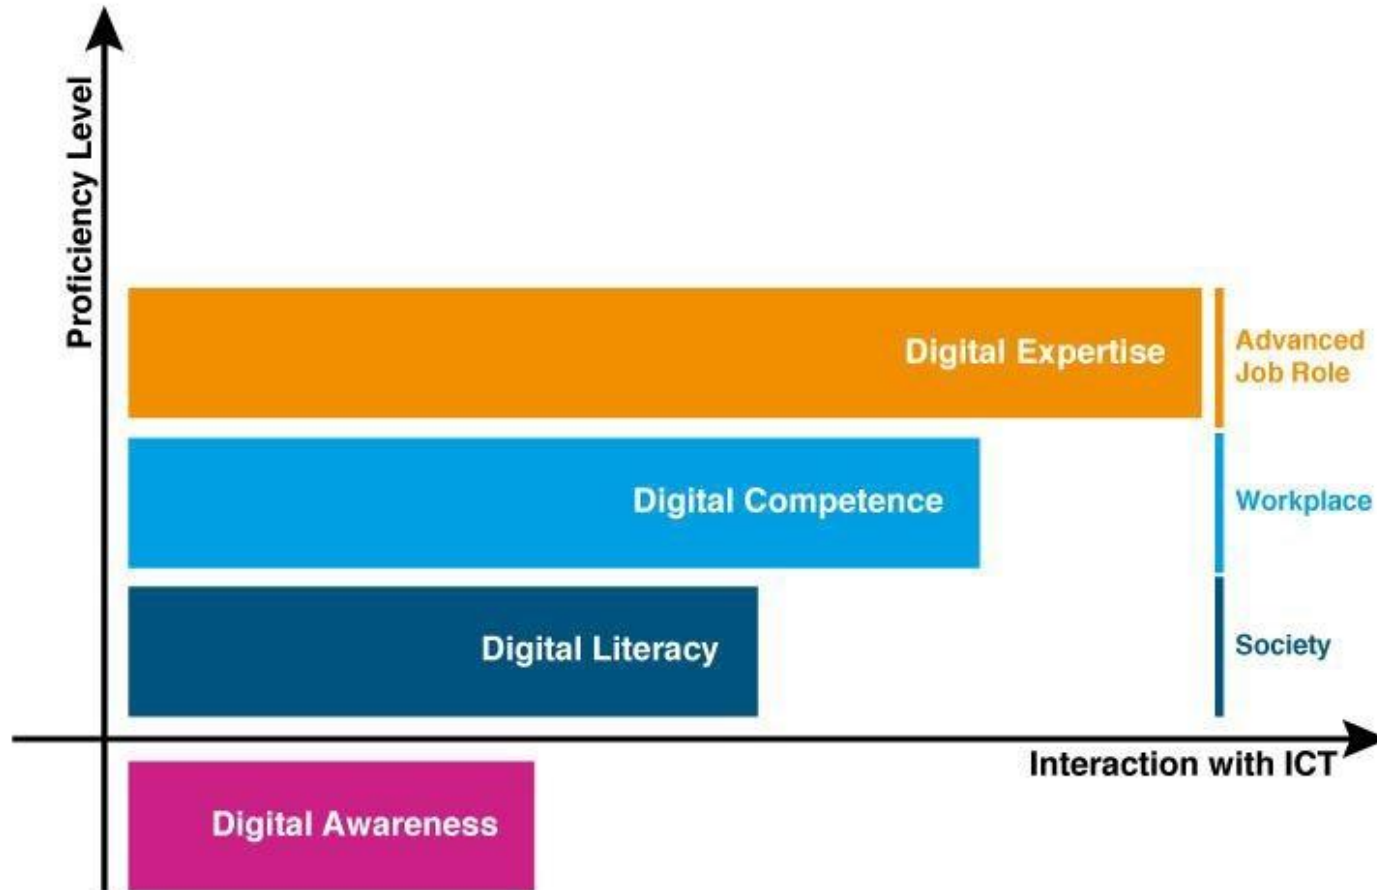 Proficiency Level
Digital Expertise
Advanced
Job Role
Digital Competence
Workplace
Digital Literacy
Society
Interaction with ICT
Digital Awareness